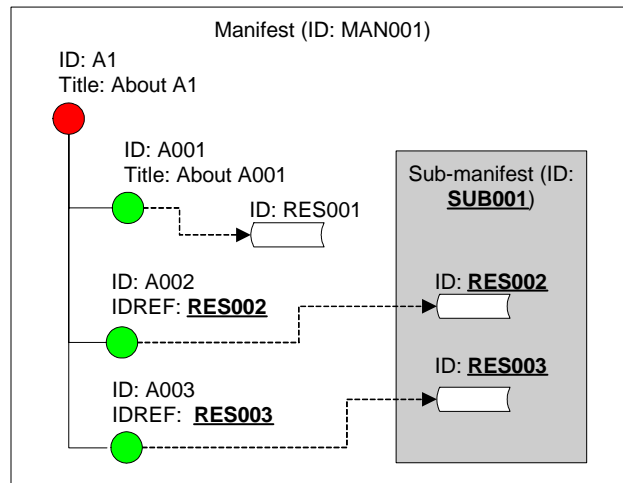 Manifest (ID: MAN001)
ID: A1
Title: About A1
ID: A001
Title: About A001
ID: RES001
Sub-manifest (ID:
SUB001)
ID: A002
IDREF: RES002
ID: RES002
ID: A003
IDREF: RES003
ID: RES003